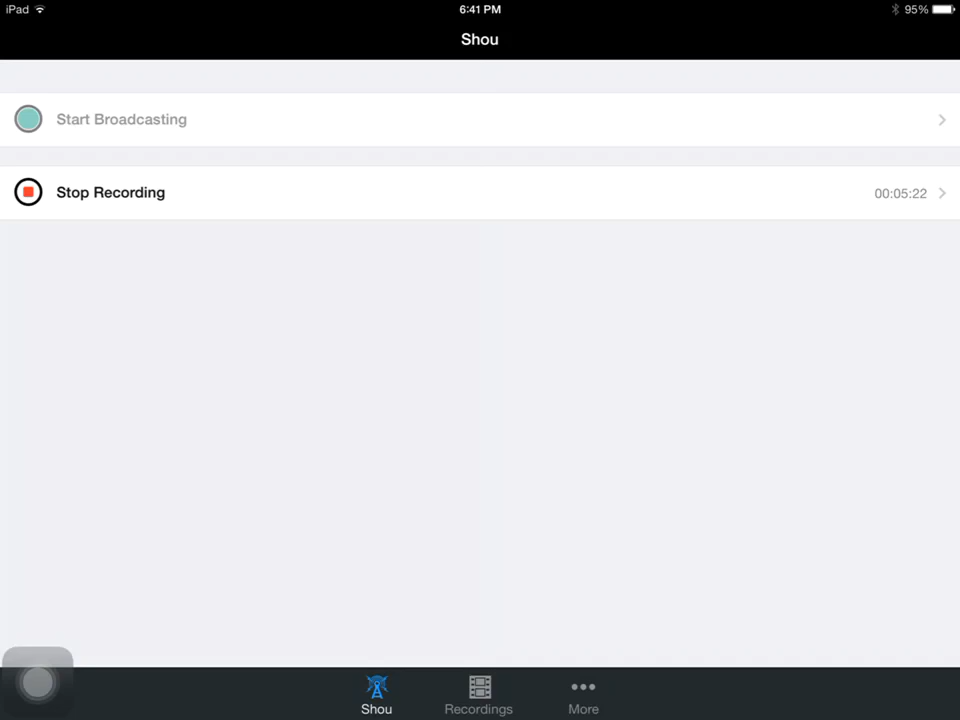 iPad 6:41 PM 95%
Shou
Start Broadcasting
Stop Recording 00:05:22
Shou Recordings More